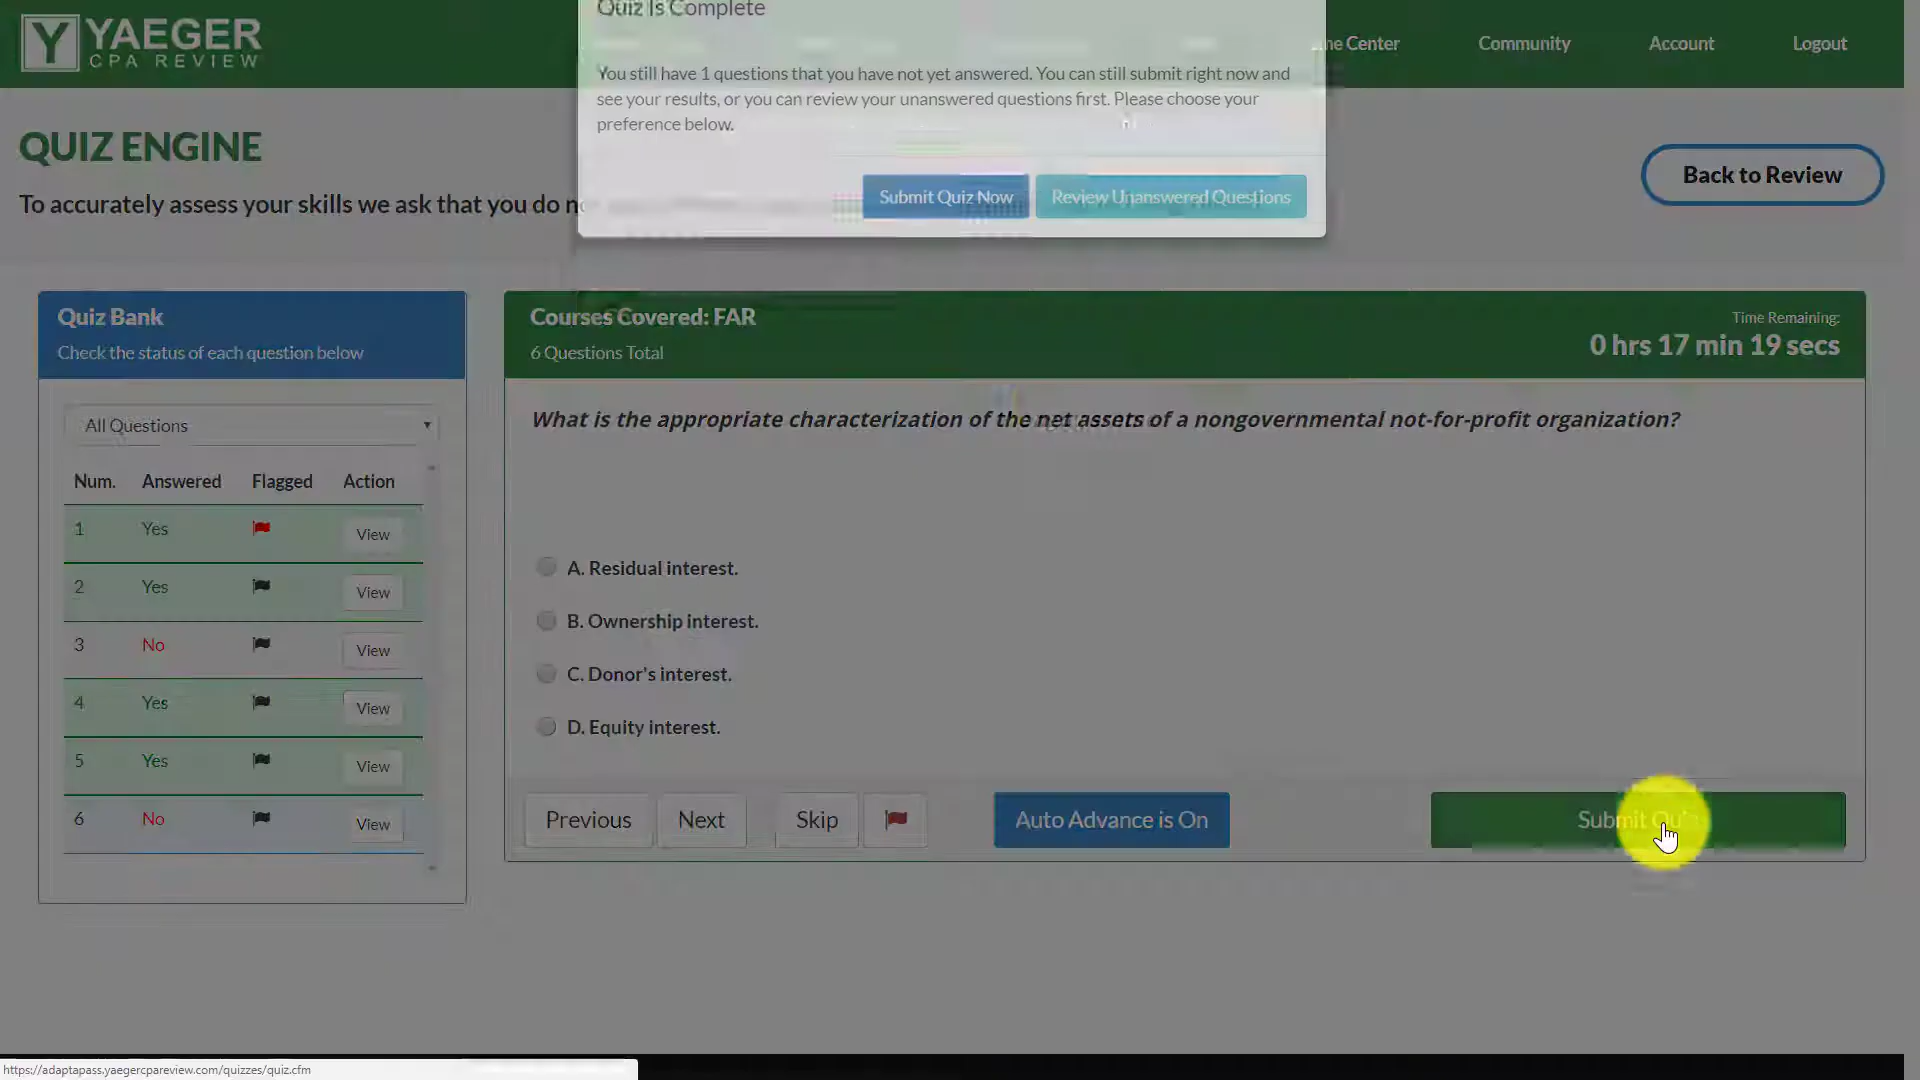 Quiz Is Complete
YAEGER
CPA REVIEW
Center
Community
Account
Logout
You still have 1 questions that you have not yet answered. You can still submit right now and
see your results, or you can review your unanswered questions first. Please choose your
preference below.
Submit Quiz Now
Review Unanswered Questions
QUIZ ENGINE
To accurately assess your skills we ask that you do
Back to Review
Quiz Bank
Check the status of each question below
All Questions
Num. Answered Flagged Action
1 Yes View
2 Yes View
3 No View
4 Yes View
5 Yes View
6 No View
Courses Covered: FAR
6 Questions Total
Time Remaining:
0 hrs 17 min 19 secs
What is the appropriate characterization of the net assets of a nongovernmental not-for-profit organization?
A. Residual interest.
B. Ownership interest.
C. Donor's interest.
D. Equity interest.
Previous
Next
Skip
Auto Advance is On
Submit
https://adaptapass.yaegercpareview.com/quizzes/quiz.cfm